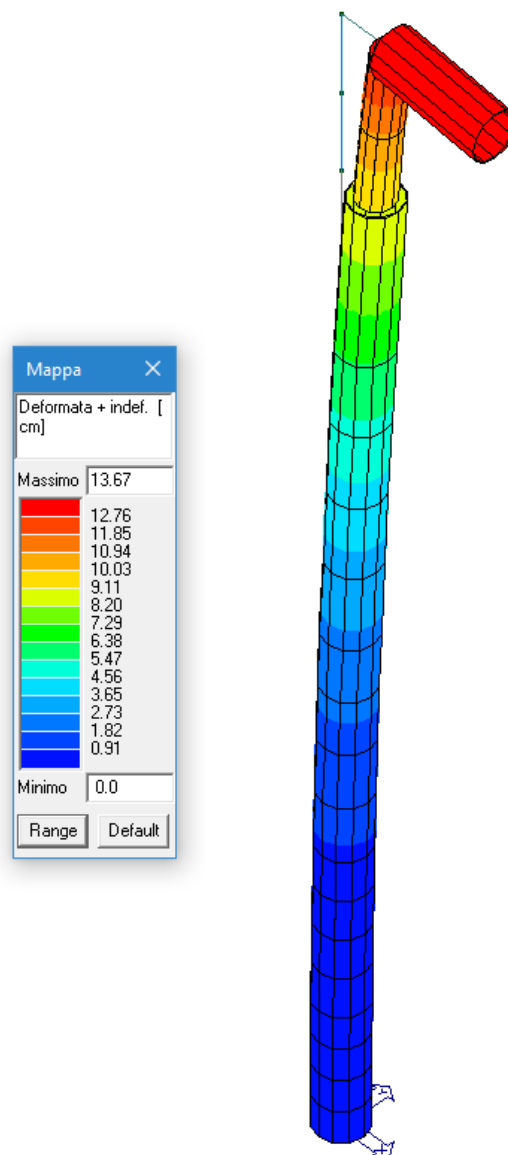 Mappa
Deformata + indef. [
cm]
Massimo 13.67
12.76
11.85
10.94
10.03
9.11
8.20
7.29
6.38
5.47
4.56
3.65
2.73
1.82
0.91
Minimo 0.0
Range Default